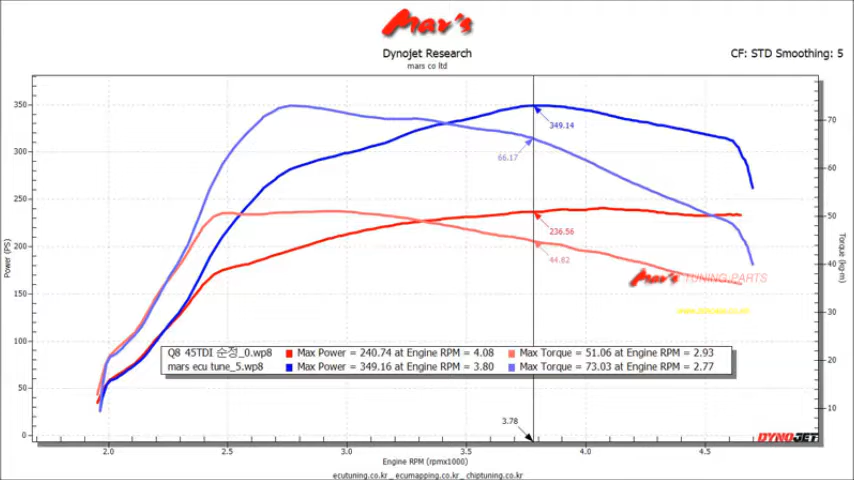 Mar's
Dynojet Research
mars co ltd
CF: STD Smoothing: 5
350
300
250
200
150
100
50
0
Power (PS)
70
60
50
40
30
20
10
Torque (kg-m)
349.14
66.17
236.56
44.82
Mar's TUNING PARTS
Q8 45TDI 순정_0.wp8 Max Power = 240.74 at Engine RPM = 4.08 Max Torque = 51.06 at Engine RPM = 2.93
mars ecu tune_5.wp8 Max Power = 349.16 at Engine RPM = 3.80 Max Torque = 73.03 at Engine RPM = 2.77
3.78
DYNOJET
2.0 2.5 3.0 3.5 4.0 4.5
Engine RPM (rpmx1000)
ecutuning.co.kr _ ecumapping.co.kr _ chiptuning.co.kr